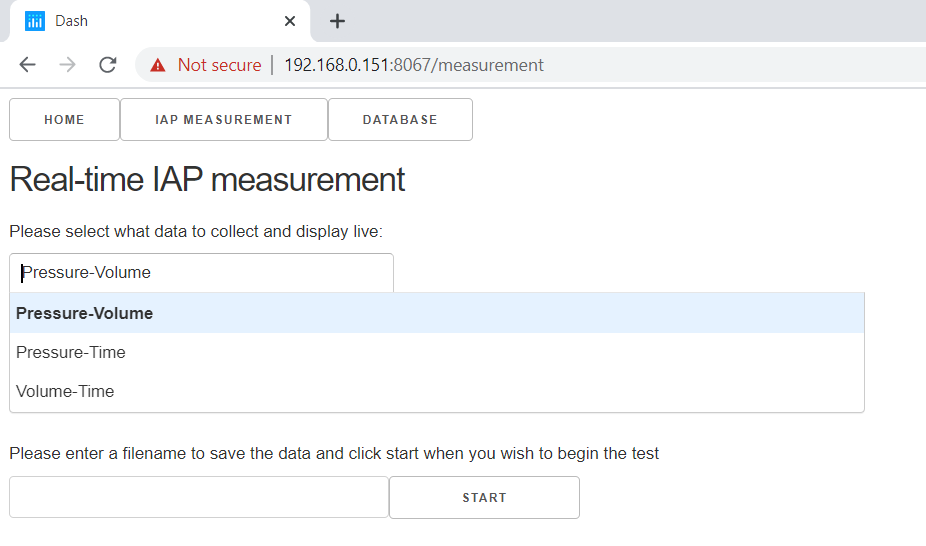 Dash
Not secure 192.168.0.151:8067/measurement
HOME IAP MEASUREMENT DATABASE
Real-time IAP measurement
Please select what data to collect and display live:
Pressure-Volume
Pressure-Volume
Pressure-Time
Volume-Time
Please enter a filename to save the data and click start when you wish to begin the test
START